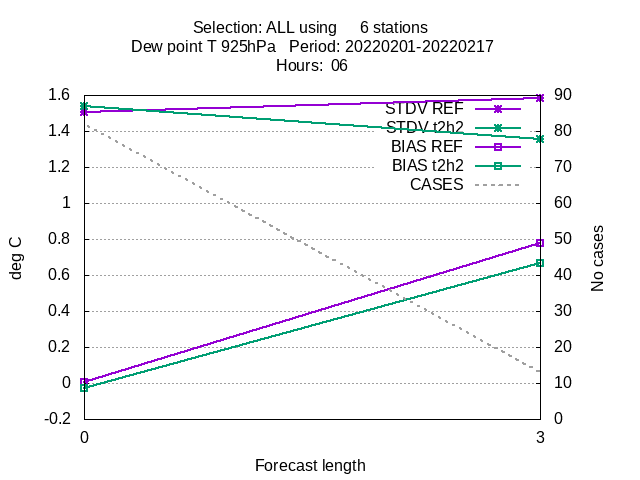 Selection: ALL using 6 stations
Dew point T 925hPa Period: 20220201-20220217
Hours: 06
1.6
1.4
1.2
1
0.8
0.6
0.4
0.2
0
-0.2
90
80
70
60
50
40
30
20
10
0
deg C
No cases
STDV REF
STDV t2h2
BIAS REF
BIAS t2h2
CASES
0
3
Forecast length